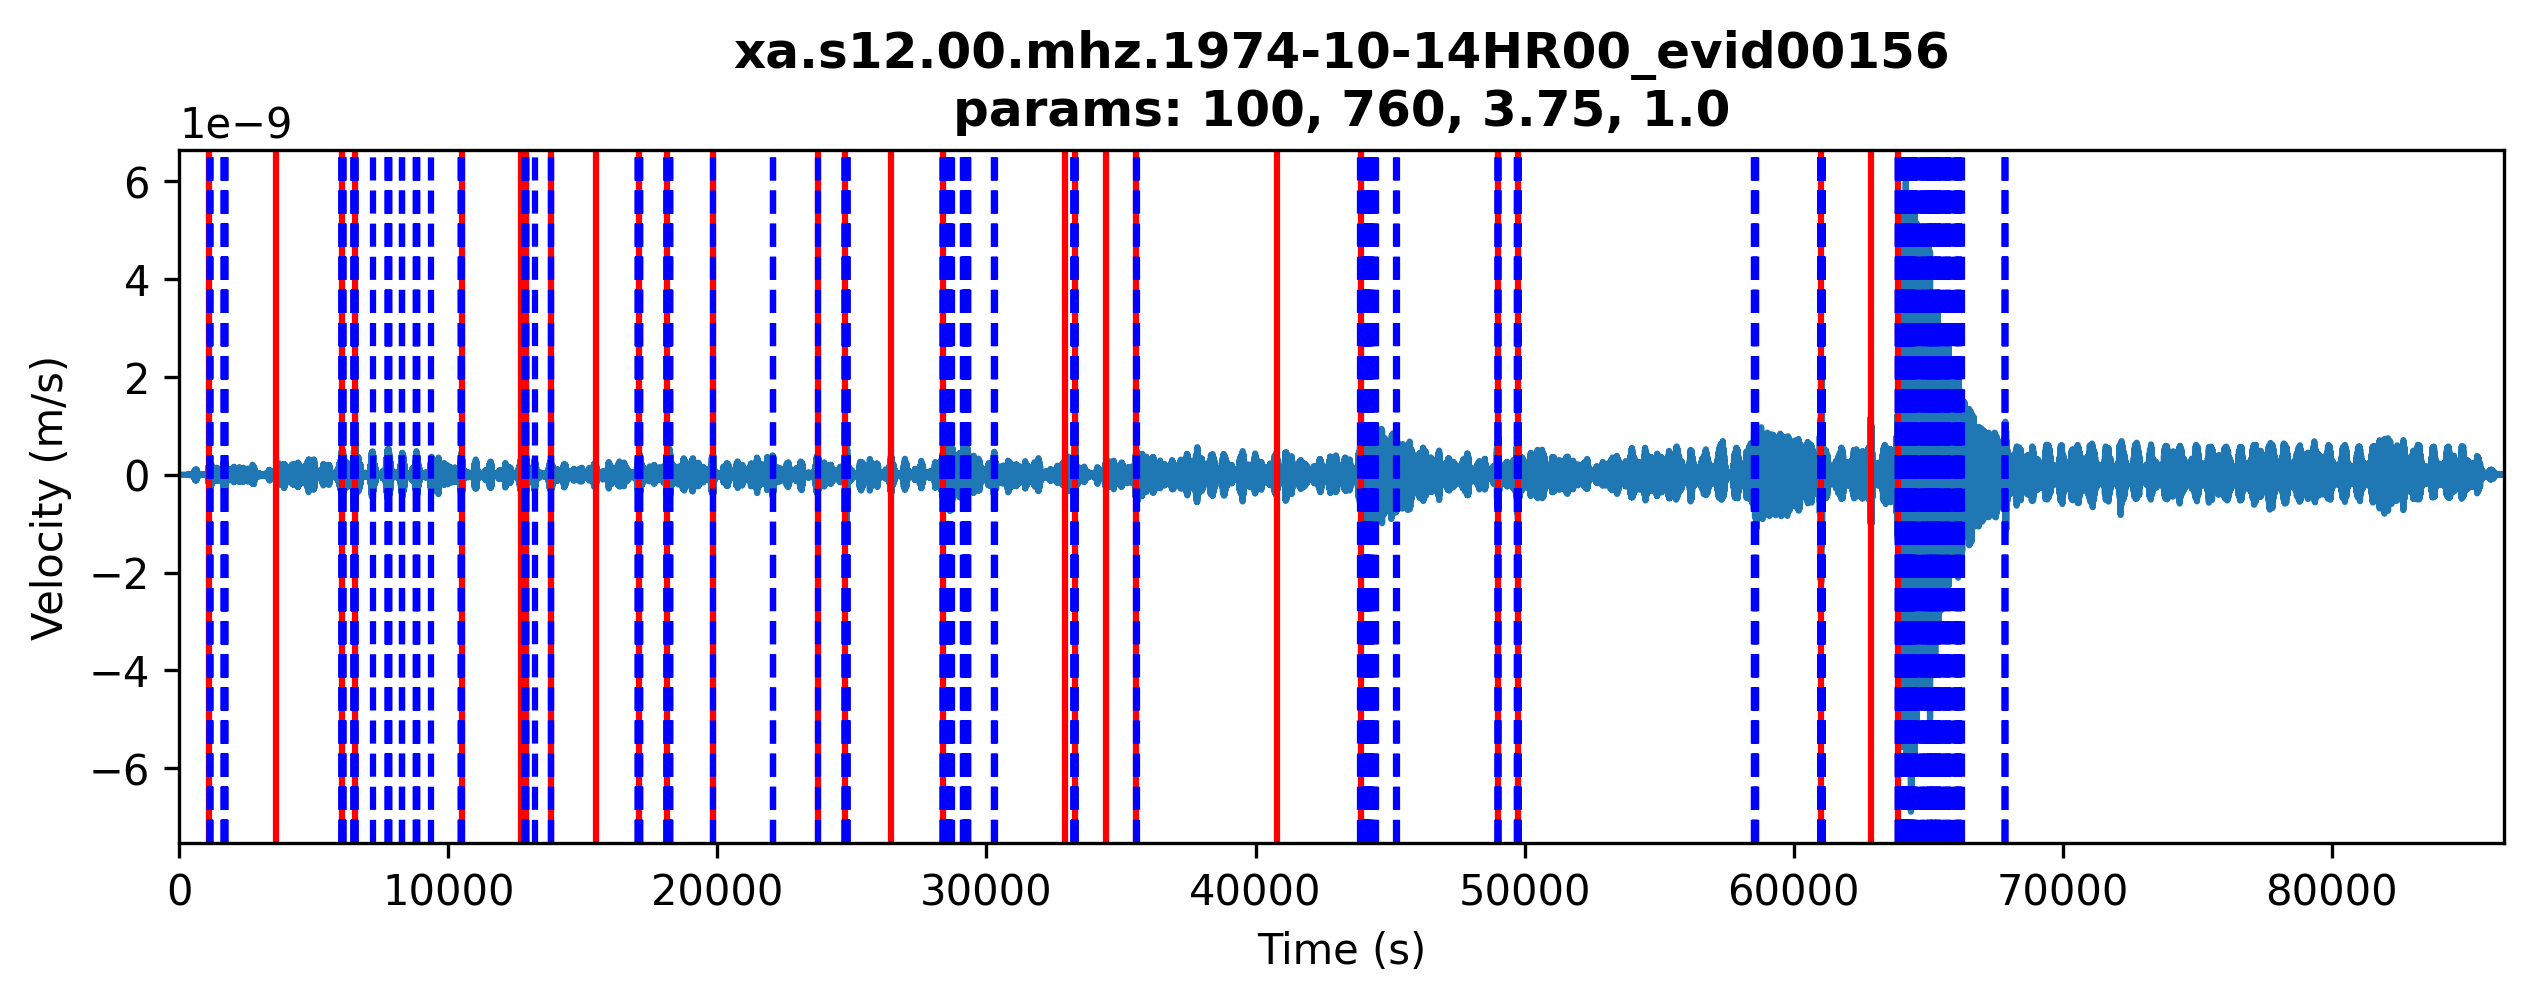 xa.s12.00.mhz.1974-10-14HR00_evid00156
params: 100, 760, 3.75, 1.0
1e−9
6
4
2
0
−2
−4
−6
Velocity (m/s)
0 10000 20000 30000 40000 50000 60000 70000 80000
Time (s)